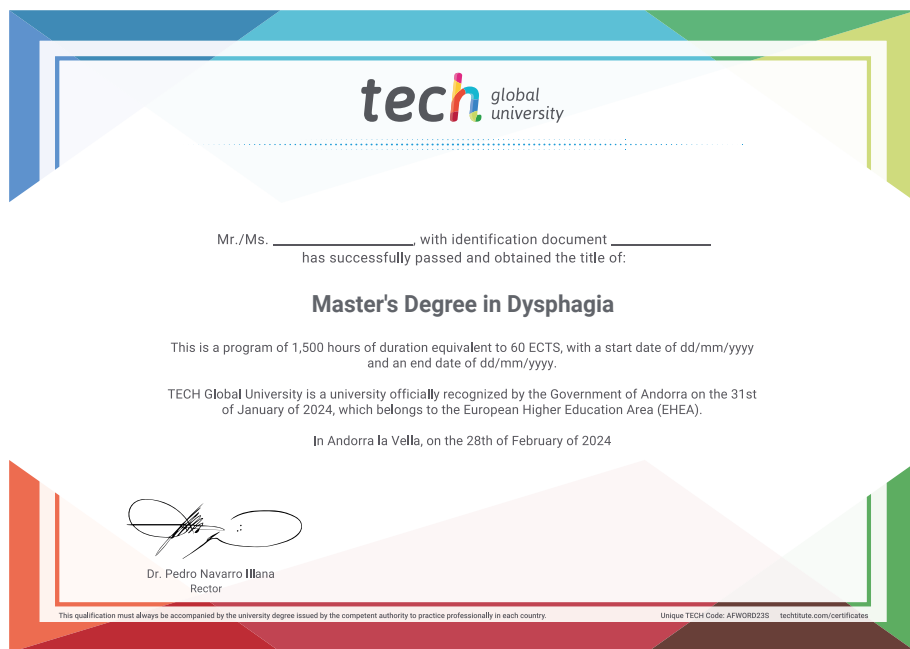 tech global
university
Mr./Ms. ____________, with identification document ____________
has successfully passed and obtained the title of:
Master's Degree in Dysphagia
This is a program of 1,500 hours of duration equivalent to 60 ECTS, with a start date of dd/mm/yyyy
and an end date of dd/mm/yyyy.
TECH Global University is a university officially recognized by the Government of Andorra on the 31st
of January of 2024, which belongs to the European Higher Education Area (EHEA).
In Andorra la Vella, on the 28th of February of 2024
Dr. Pedro Navarro Illana
Rector
This qualification must always be accompanied by the university degree issued by the competent authority to practice professionally in each country.
Unique TECH Code: AFWORD23S techtitute.com/certificates